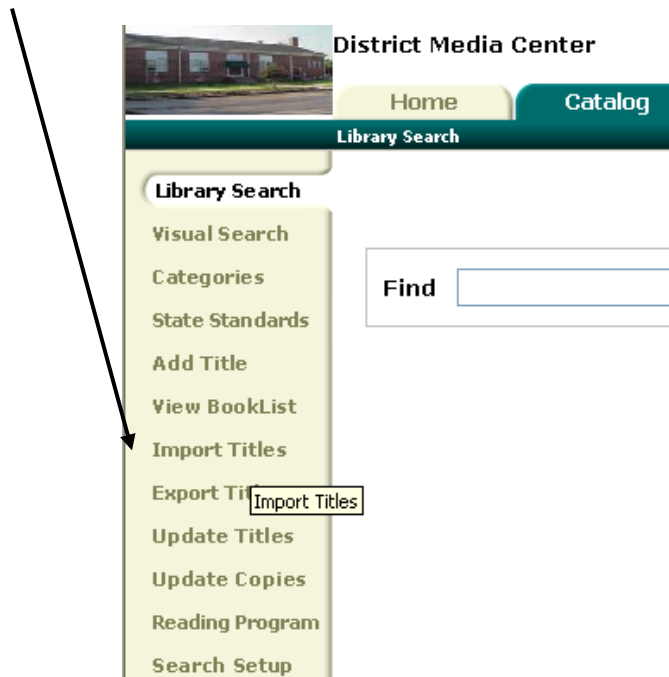 District Media Center
Home
Catalog
Library Search
Library Search
Visual Search
Categories
Find
State Standards
Add Title
View BookList
Import Titles
Export Tit
Import Titles
Update Titles
Update Copies
Reading Program
Search Setup